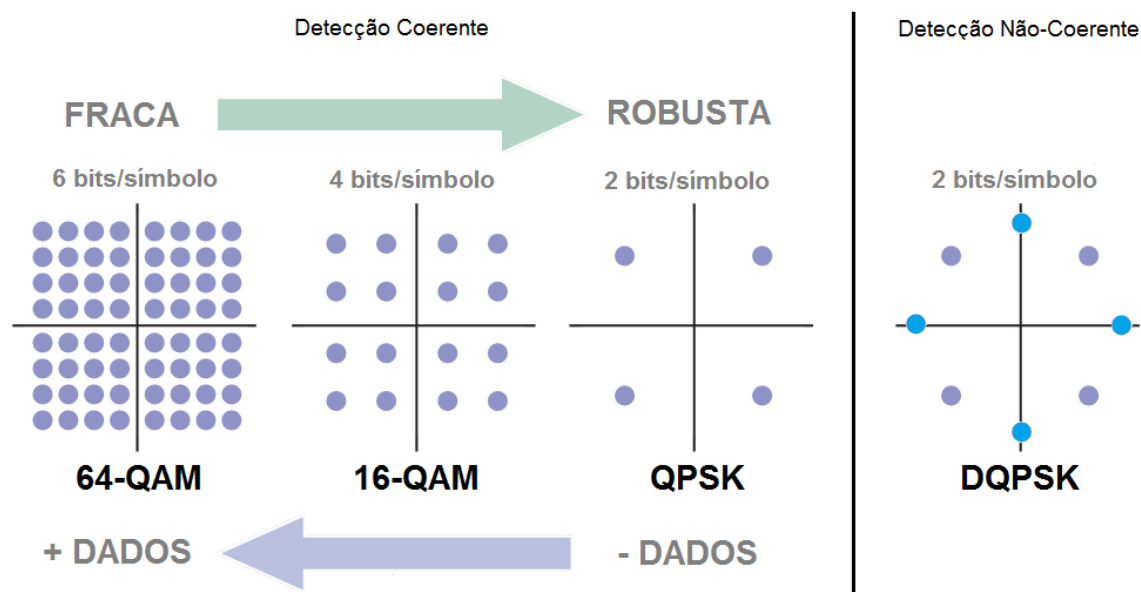 Detecção Coerente
Detecção Não-Coerente
FRACA
ROBUSTA
6 bits/símbolo
4 bits/símbolo
2 bits/símbolo
2 bits/símbolo
64-QAM
16-QAM
QPSK
DQPSK
+ DADOS
- DADOS